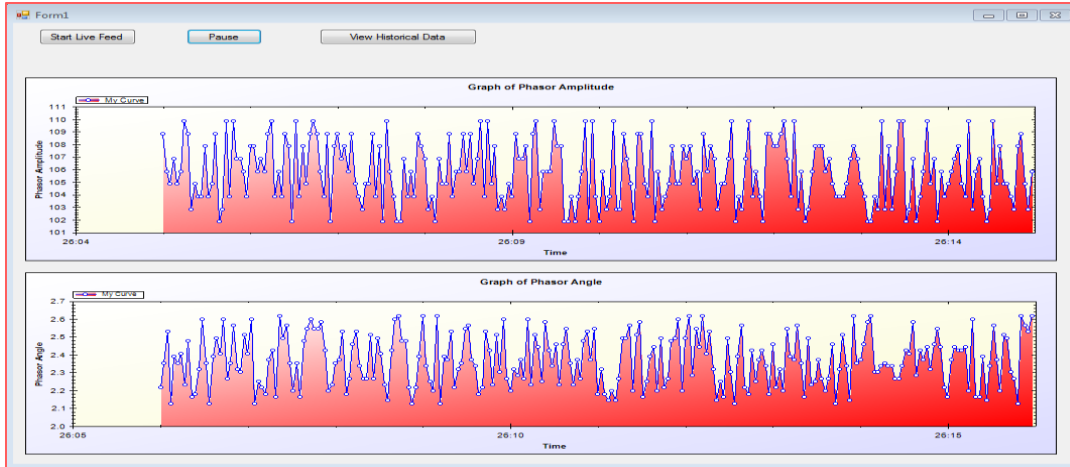 Form1
Start Live Feed Pause View Historical Data
Graph of Phasor Amplitude
My Curve
111
110
109
108
107
106
105
104
103
102
101
Phasor Amplitude
26:04 26:09 26:14
Time
Graph of Phasor Angle
My Curve
2.7
2.6
2.5
2.4
2.3
2.2
2.1
2.0
Phasor Angle
26:05 26:10 26:15
Time